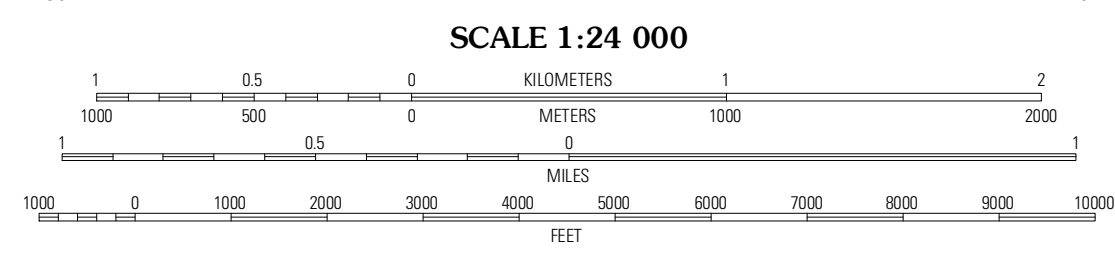 SCALE 1:24 000
1 0.5 0 KILOMETERS 1 2
1000 500 0 METERS 1000 2000
1 0.5 0 1
MILES
1000 0 1000 2000 3000 4000 5000 6000 7000 8000 9000 10000
FEET